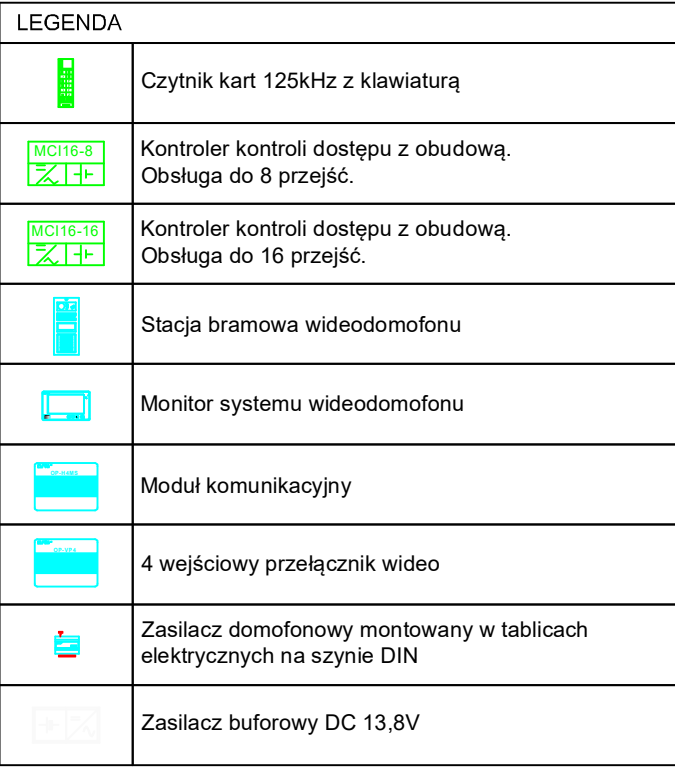 LEGENDA
Czytnik kart 125kHz z klawiaturą
MCI16-8
Kontroler kontroli dostępu z obudową.
Obsługa do 8 przejść.
MCI16-16
Kontroler kontroli dostępu z obudową.
Obsługa do 16 przejść.
Stacja bramowa wideodomofonu
Monitor systemu wideodomofonu
Moduł komunikacyjny
4 wejściowy przełącznik wideo
Zasilacz domofonowy montowany w tablicach
elektrycznych na szynie DIN
Zasilacz buforowy DC 13,8V